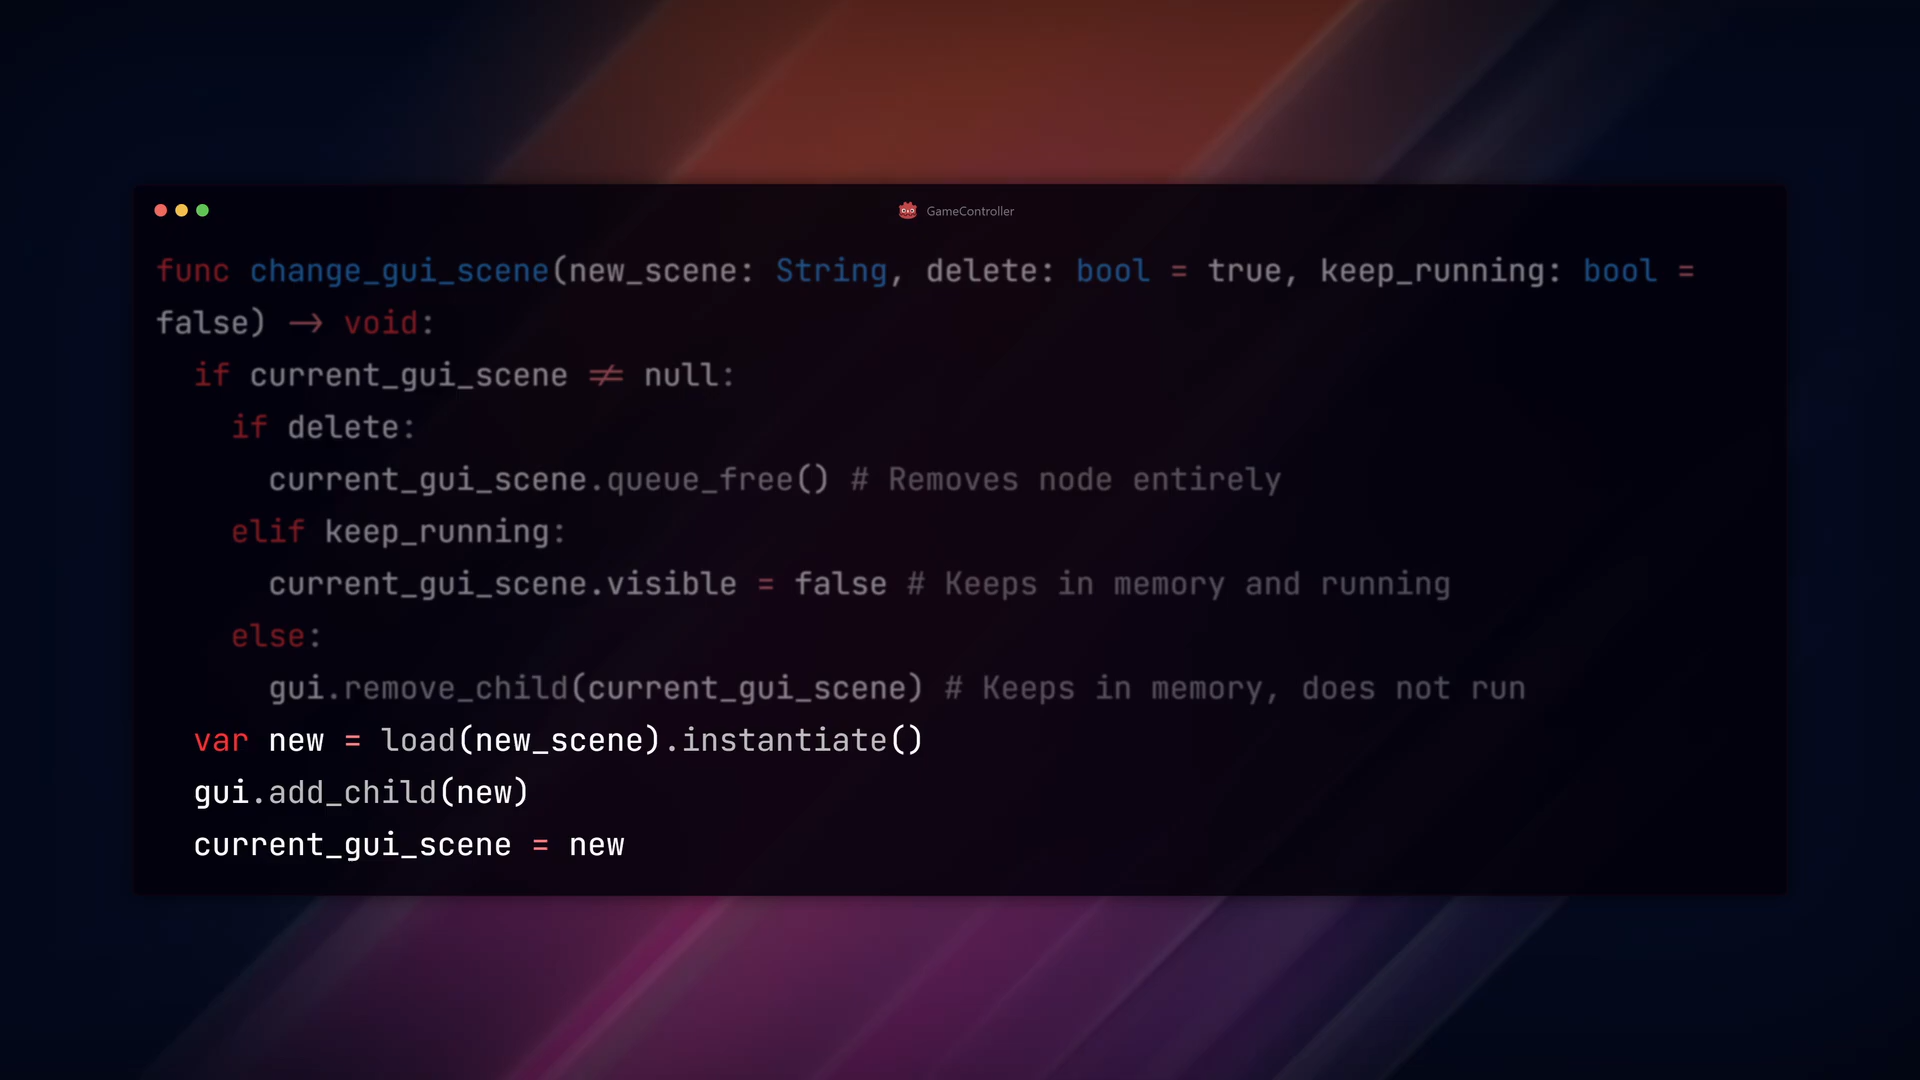 GameController
func change_gui_scene(new_scene: String, delete: bool = true, keep_running: bool =
false) -> void:
if current_gui_scene != null:
if delete:
current_gui_scene.queue_free() # Removes node entirely
elif keep_running:
current_gui_scene.visible = false # Keeps in memory and running
else:
gui.remove_child(current_gui_scene) # Keeps in memory, does not run
var new = load(new_scene).instantiate()
gui.add_child(new)
current_gui_scene = new